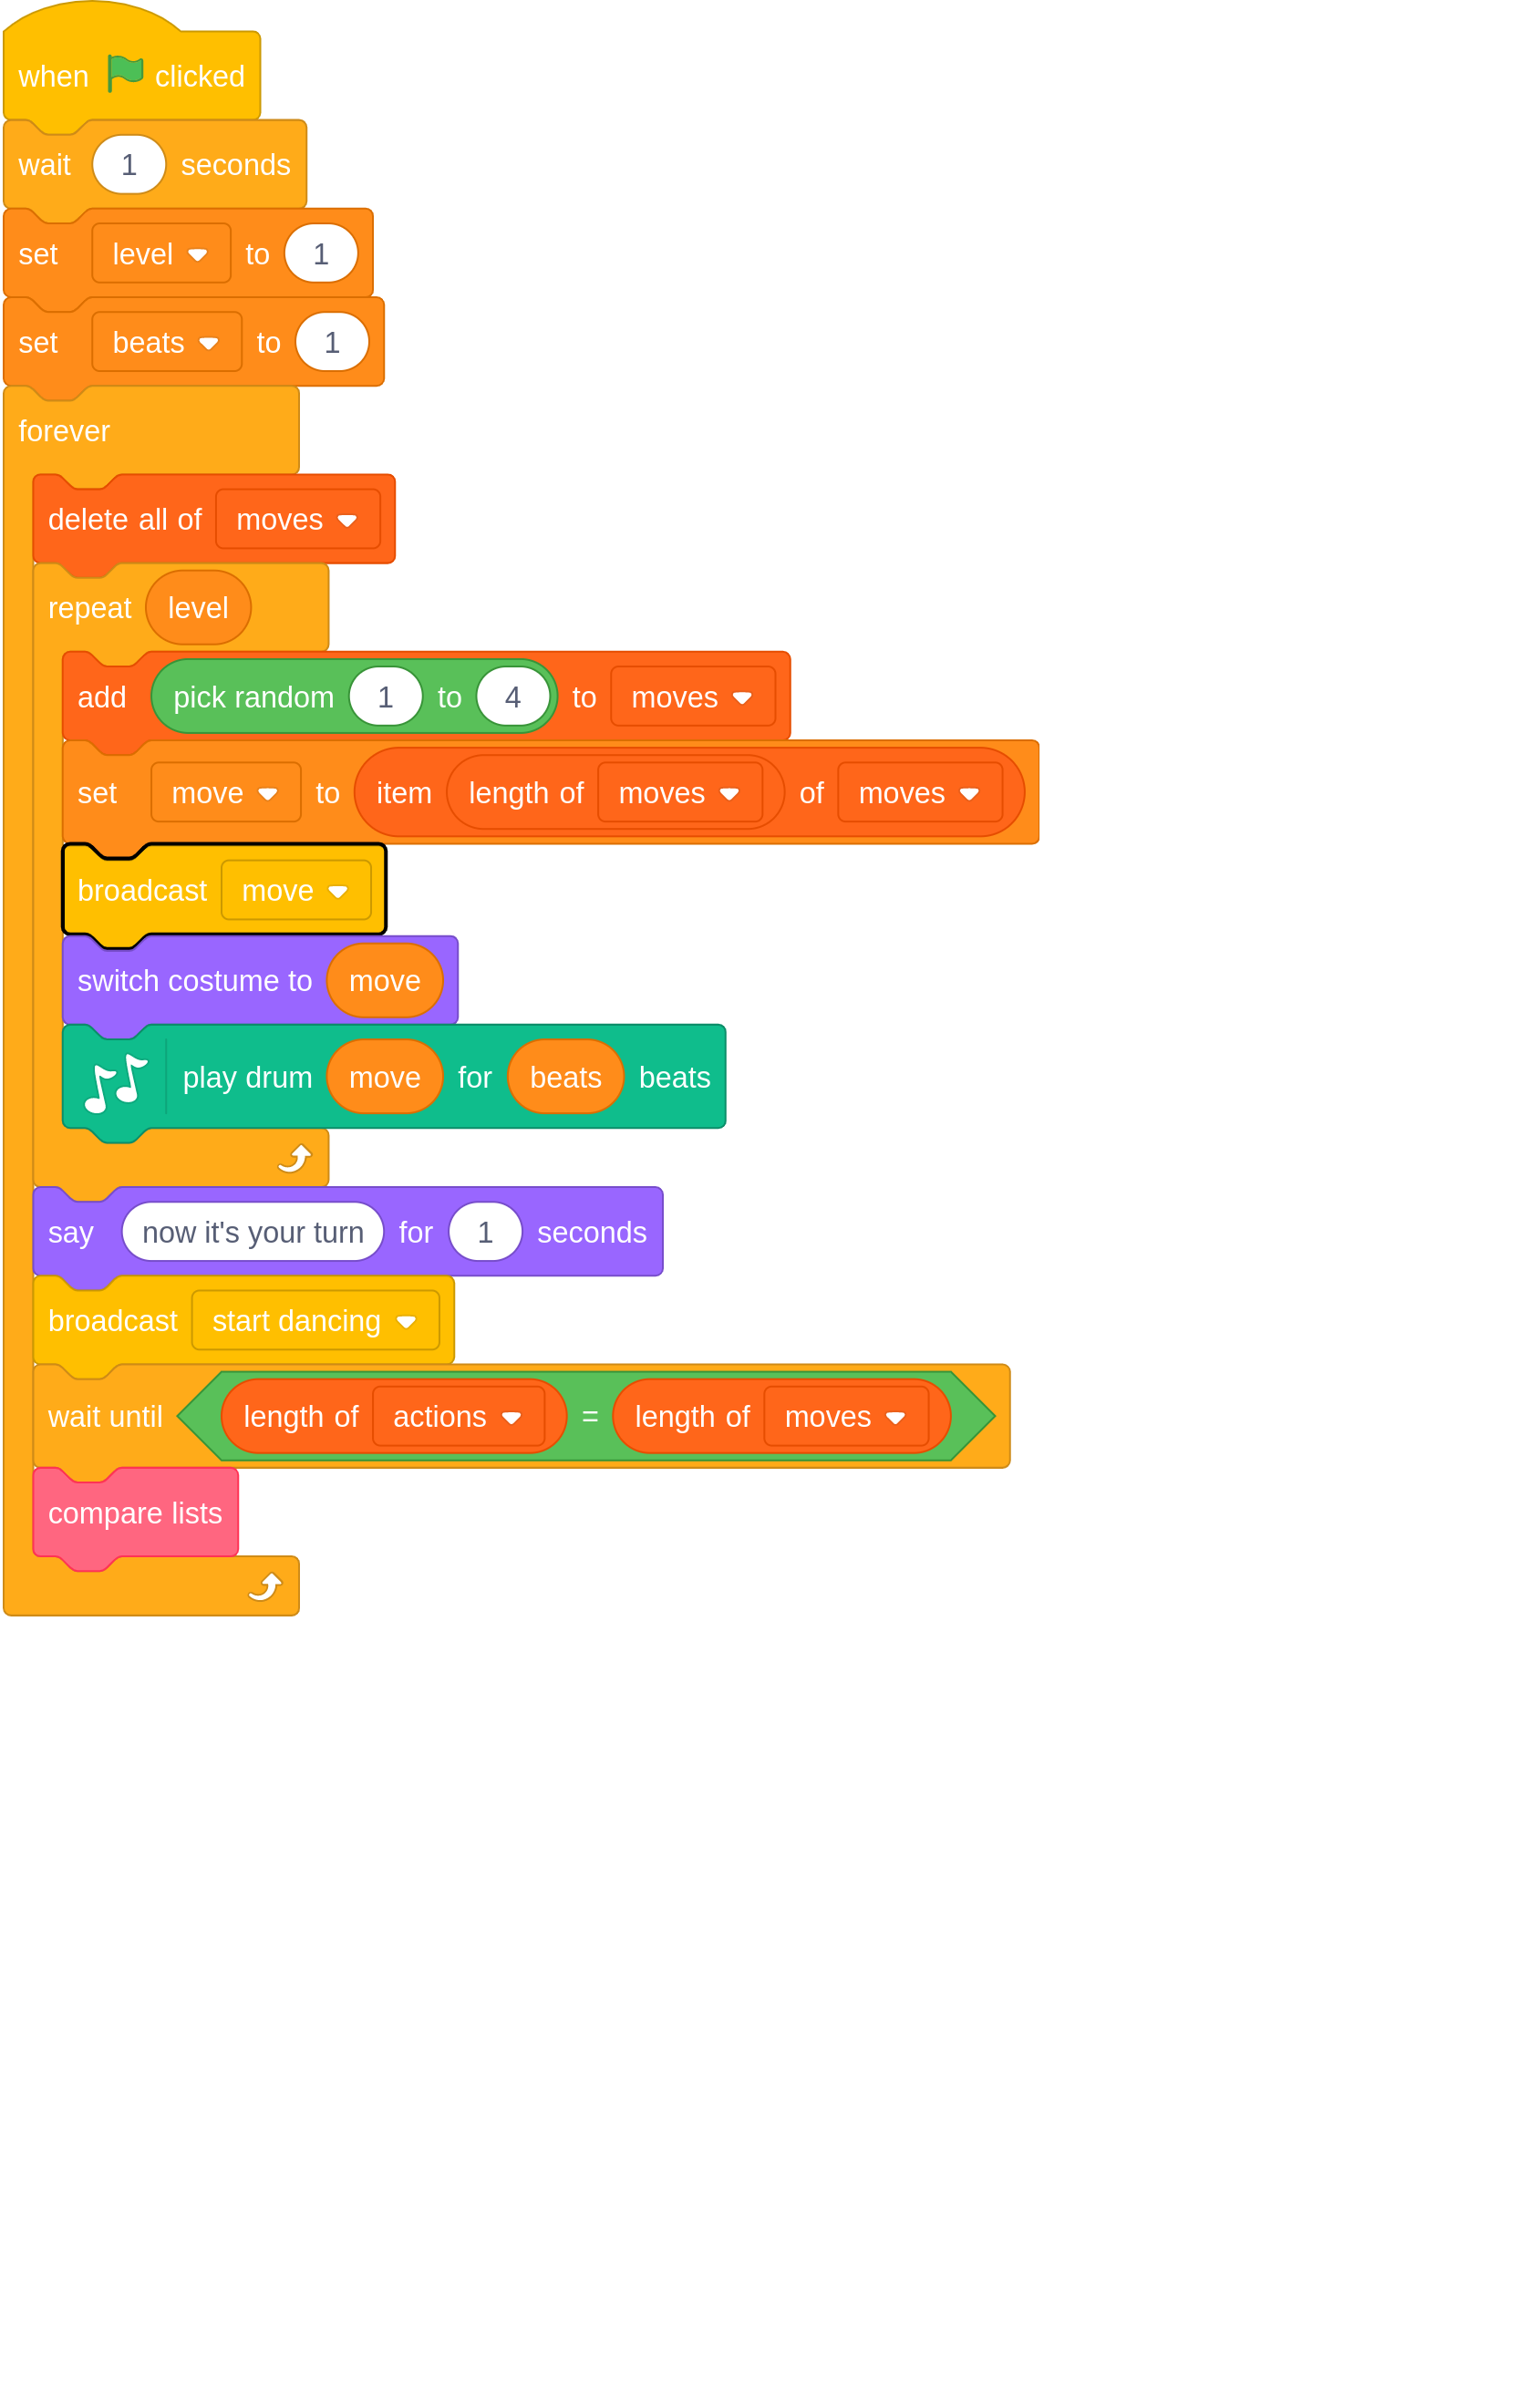 when clicked
wait 1 seconds
set level to 1
set beats to 1
forever
delete all of moves
repeat level
add pick random 1 to 4 to moves
set move to item length of moves of moves
broadcast move
switch costume to move
play drum move for beats beats
say now it's your turn for 1 seconds
broadcast start dancing
wait until length of actions = length of moves
compare lists